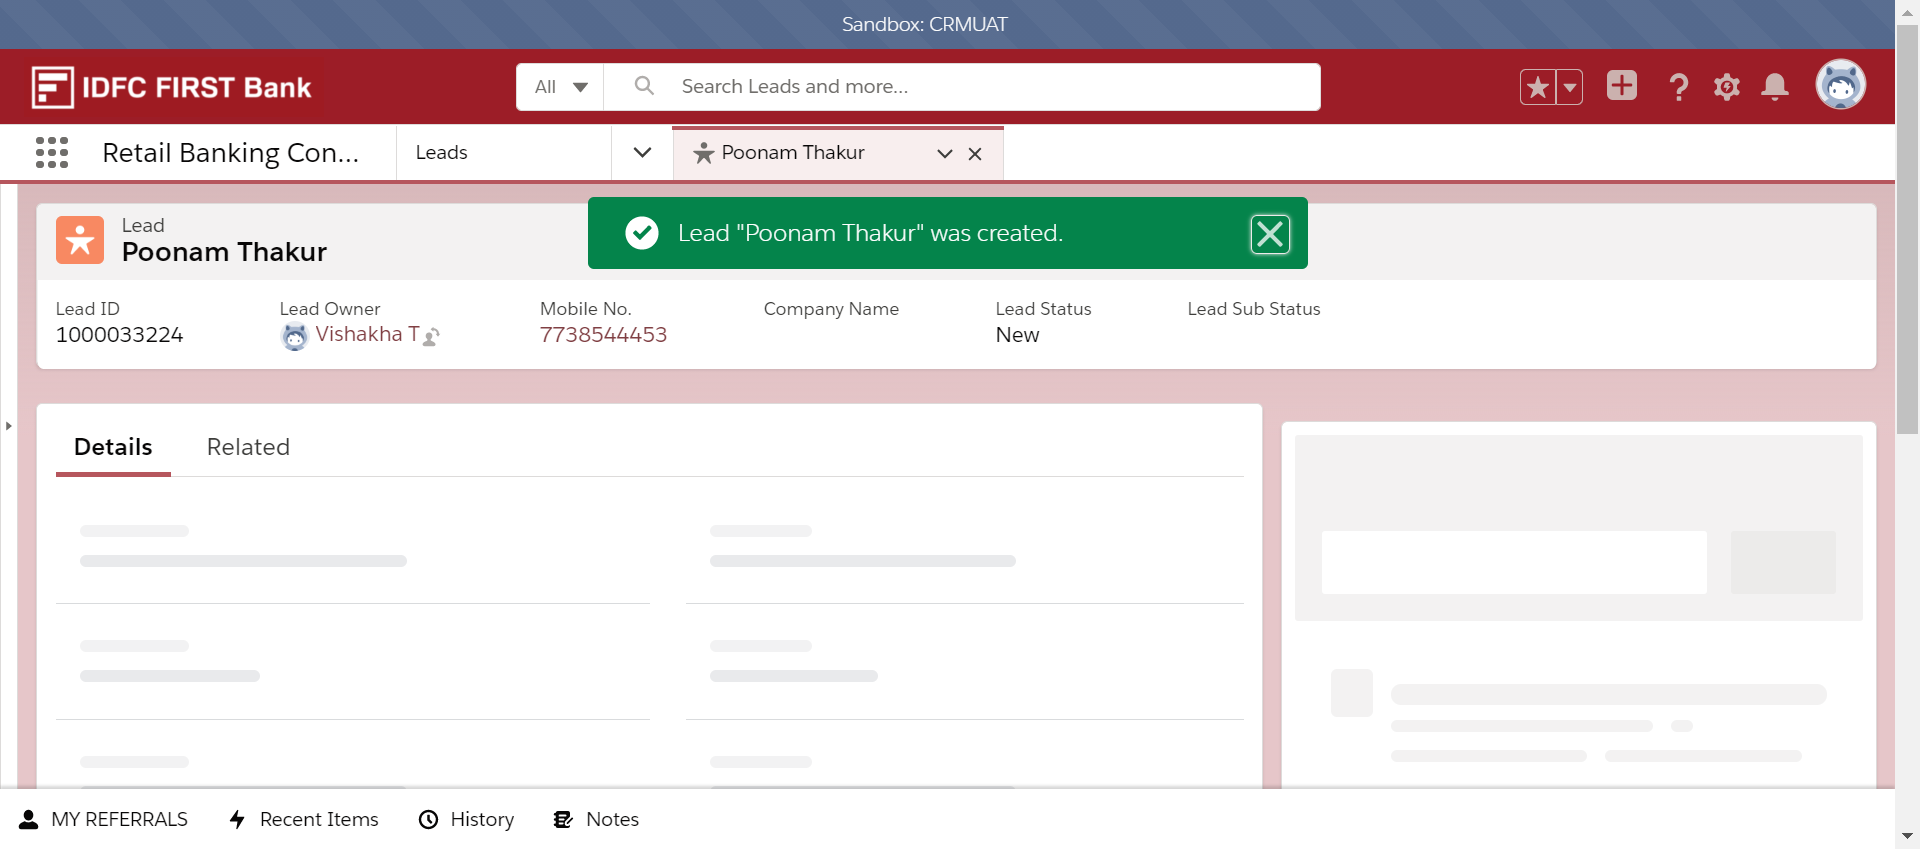 Sandbox: CRMUAT
IDFC FIRST Bank
All
Search Leads and more...
Retail Banking Con...
Leads
Poonam Thakur
Lead
Poonam Thakur
Lead "Poonam Thakur" was created.
Lead ID
1000033224
Lead Owner
Vishakha T
Mobile No.
7738544453
Company Name
Lead Status
New
Lead Sub Status
Details
Related
MY REFERRALS
Recent Items
History
Notes